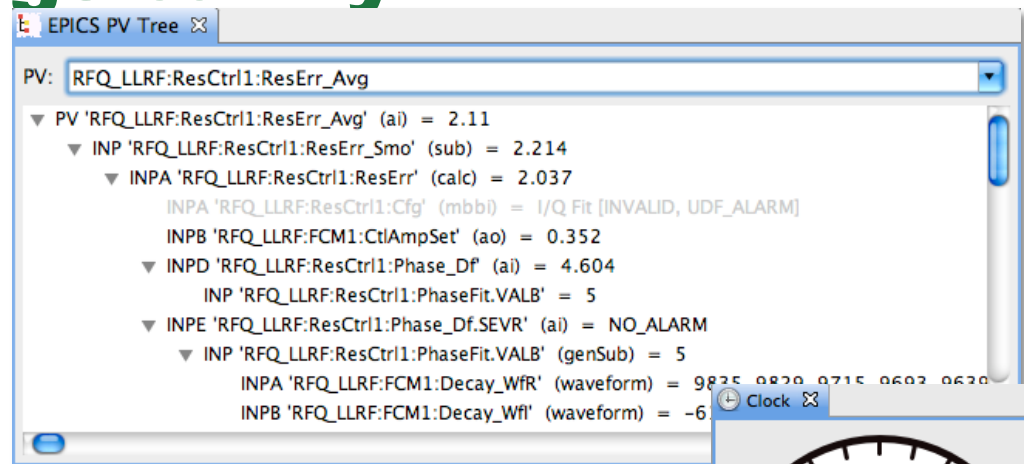 EPICS PV Tree
PV: RFQ_LLRF:ResCtrl1:ResErr_Avg
PV 'RFQ_LLRF:ResCtrl1:ResErr_Avg' (ai) = 2.11
INP 'RFQ_LLRF:ResCtrl1:ResErr_Smo' (sub) = 2.214
INPA 'RFQ_LLRF:ResCtrl1:ResErr' (calc) = 2.037
INPA 'RFQ_LLRF:ResCtrl1:Cfg' (mbbi) = I/Q Fit [INVALID, UDF_ALARM]
INPB 'RFQ_LLRF:FCM1:CtlAmpSet' (ao) = 0.352
INPD 'RFQ_LLRF:ResCtrl1:Phase_Df' (ai) = 4.604
INP 'RFQ_LLRF:ResCtrl1:PhaseFit.VALB' = 5
INPE 'RFQ_LLRF:ResCtrl1:Phase_Df.SEVR' (ai) = NO_ALARM
INP 'RFQ_LLRF:ResCtrl1:PhaseFit.VALB' (genSub) = 5
INPA 'RFQ_LLRF:FCM1:Decay_WfR' (waveform) = 9835, 9829, 9715, 9693, 9639
INPB 'RFQ_LLRF:FCM1:Decay_WfI' (waveform) =
Clock